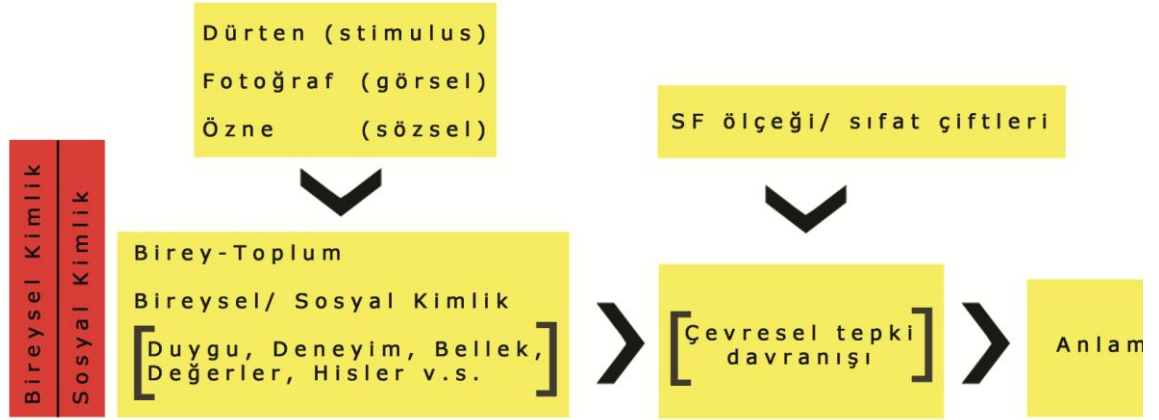 Dürten (stimulus)
Fotoğraf (görsel)
Özne (sözsel)
SF ölçeği/ sıfat çiftleri
Bireysel Kimlik
Sosyal Kimlik
Birey-Toplum
Bireysel/ Sosyal Kimlik
[Duygu, Deneyim, Bellek,
Değerler, Hisler v.s.]
[Çevresel tepki
davranışı]
Anlam